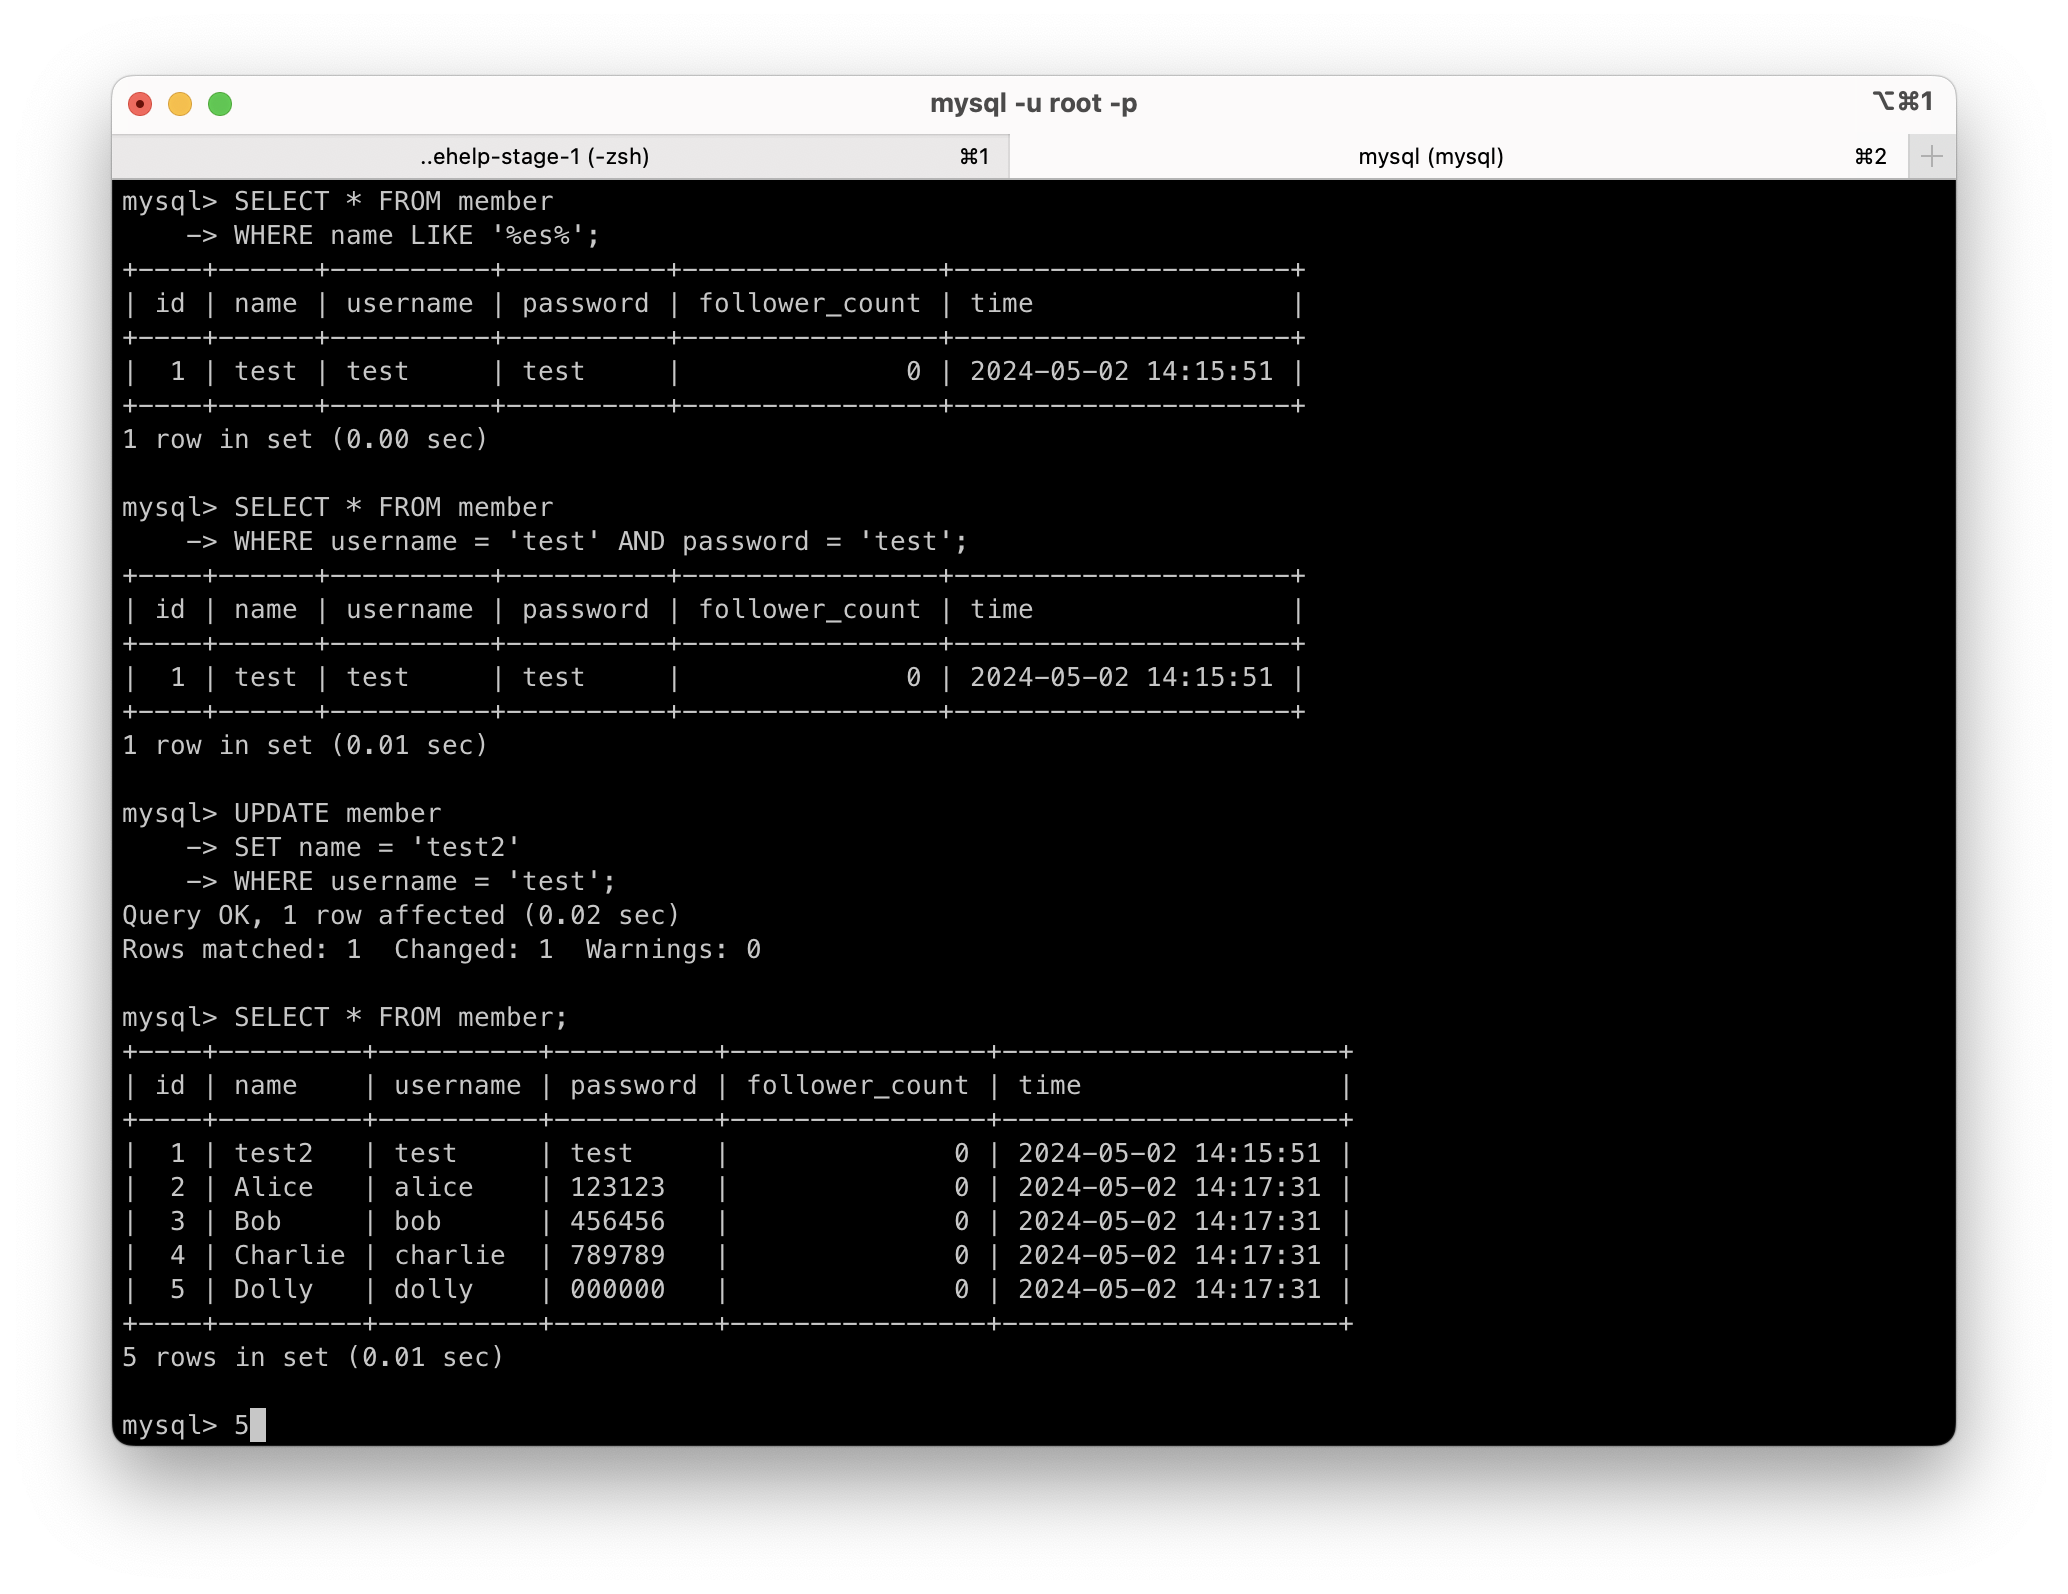 mysql -u root -p
⌥⌘1
..ehelp-stage-1 (-zsh) ⌘1 mysql (mysql) ⌘2 +
mysql> SELECT * FROM member
    -> WHERE name LIKE '%es%';
+----+------+----------+----------+----------------+---------------------+
| id | name | username | password | follower_count | time                |
+----+------+----------+----------+----------------+---------------------+
|  1 | test | test     | test     |              0 | 2024-05-02 14:15:51 |
+----+------+----------+----------+----------------+---------------------+
1 row in set (0.00 sec)

mysql> SELECT * FROM member
    -> WHERE username = 'test' AND password = 'test';
+----+------+----------+----------+----------------+---------------------+
| id | name | username | password | follower_count | time                |
+----+------+----------+----------+----------------+---------------------+
|  1 | test | test     | test     |              0 | 2024-05-02 14:15:51 |
+----+------+----------+----------+----------------+---------------------+
1 row in set (0.01 sec)

mysql> UPDATE member
    -> SET name = 'test2'
    -> WHERE username = 'test';
Query OK, 1 row affected (0.02 sec)
Rows matched: 1  Changed: 1  Warnings: 0

mysql> SELECT * FROM member;
+----+---------+----------+----------+----------------+---------------------+
| id | name    | username | password | follower_count | time                |
+----+---------+----------+----------+----------------+---------------------+
|  1 | test2   | test     | test     |              0 | 2024-05-02 14:15:51 |
|  2 | Alice   | alice    | 123123   |              0 | 2024-05-02 14:17:31 |
|  3 | Bob     | bob      | 456456   |              0 | 2024-05-02 14:17:31 |
|  4 | Charlie | charlie  | 789789   |              0 | 2024-05-02 14:17:31 |
|  5 | Dolly   | dolly    | 000000   |              0 | 2024-05-02 14:17:31 |
+----+---------+----------+----------+----------------+---------------------+
5 rows in set (0.01 sec)

mysql> 5